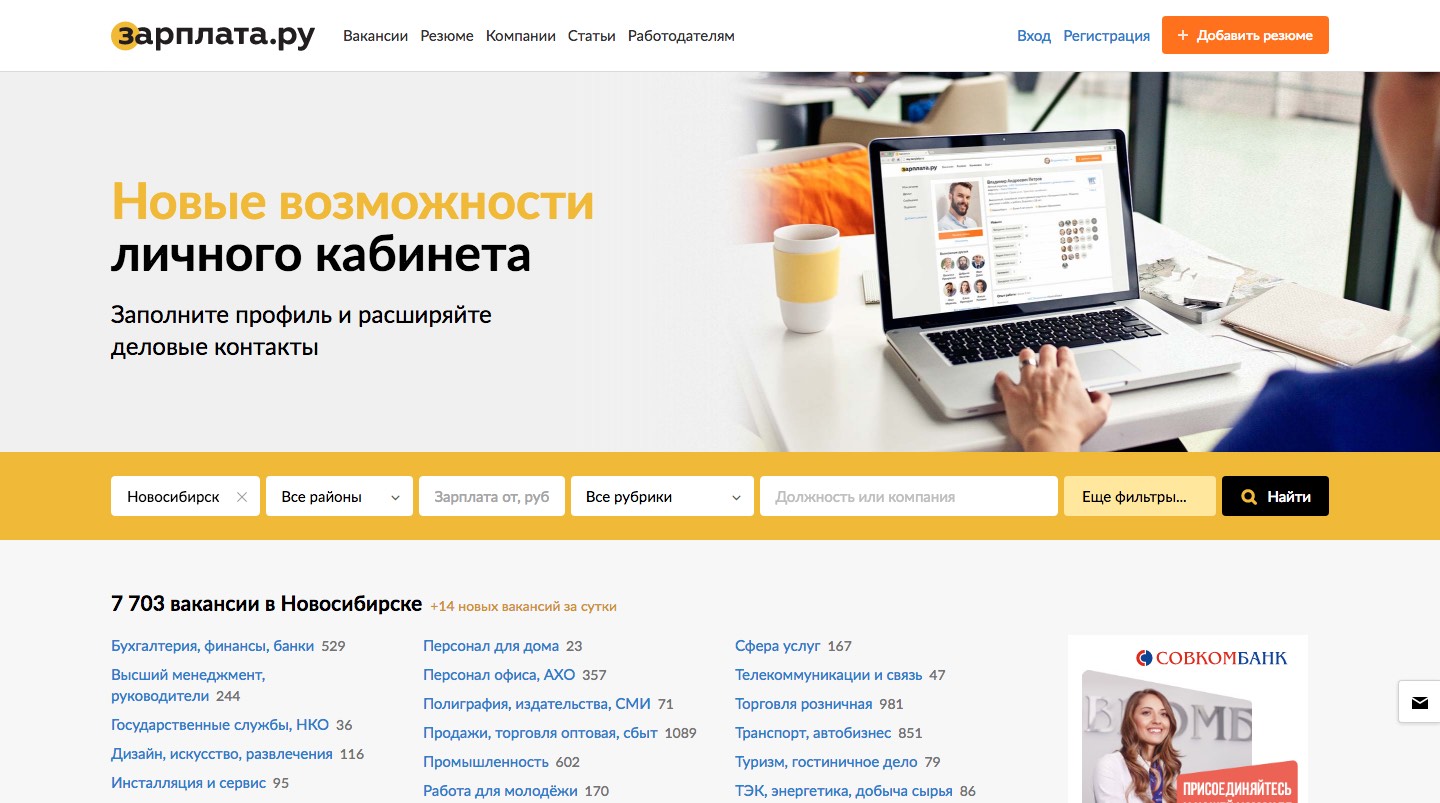 зарплата.ру
Вакансии Резюме Компании Статьи Работодателям
Вход Регистрация + Добавить резюме
Новые возможности
личного кабинета
Заполните профиль и расширяйте
деловые контакты
зарплата.ру
Новосибирск
Все районы
Зарплата от, руб
Все рубрики
Должность или компания
Еще фильтры...
Найти
7 703 вакансии в Новосибирске +14 новых вакансий за сутки
Бухгалтерия, финансы, банки 529
Высший менеджмент,
руководители 244
Государственные службы, НКО 36
Дизайн, искусство, развлечения 116
Инсталляция и сервис 95
Персонал для дома 23
Персонал офиса, АХО 357
Полиграфия, издательства, СМИ 71
Продажи, торговля оптовая, сбыт 1089
Промышленность 602
Работа для молодёжи 170
Сфера услуг 167
Телекоммуникации и связь 47
Торговля розничная 981
Транспорт, автобизнес 851
Туризм, гостиничное дело 79
ТЭК, энергетика, добыча сырья 86
СОВКОМБАНК
ПРИСОЕДИНЯЙТЕСЬ